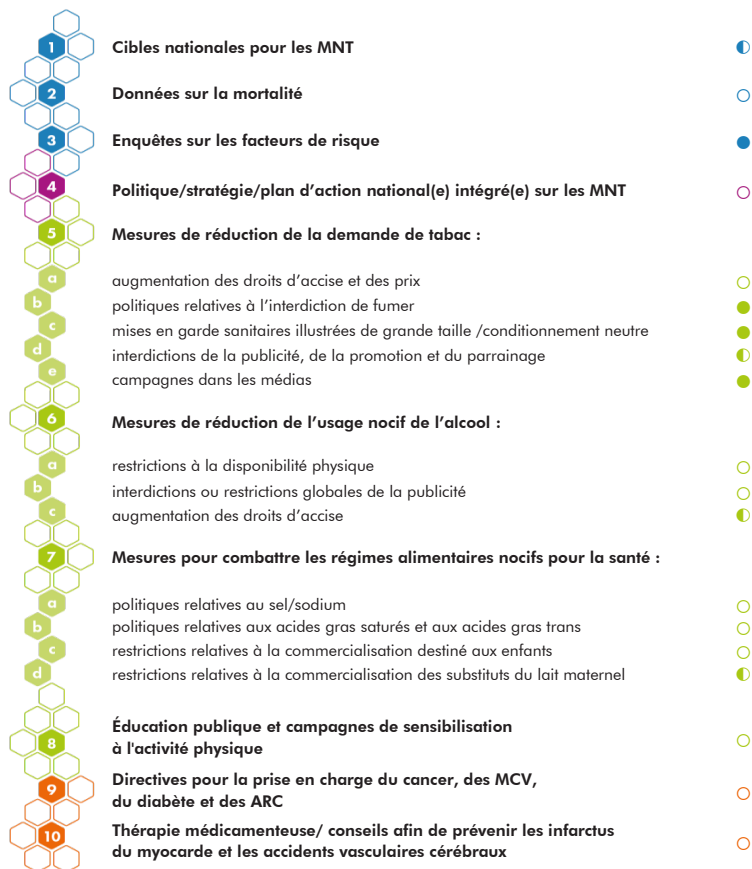 1 Cibles nationales pour les MNT
2 Données sur la mortalité
3 Enquêtes sur les facteurs de risque
4 Politique/stratégie/plan d’action national(e) intégré(e) sur les MNT
5 Mesures de réduction de la demande de tabac :
a augmentation des droits d’accise et des prix
b politiques relatives à l’interdiction de fumer
c mises en garde sanitaires illustrées de grande taille /conditionnement neutre
d interdictions de la publicité, de la promotion et du parrainage
e campagnes dans les médias
6 Mesures de réduction de l’usage nocif de l’alcool :
a restrictions à la disponibilité physique
b interdictions ou restrictions globales de la publicité
c augmentation des droits d’accise
7 Mesures pour combattre les régimes alimentaires nocifs pour la santé :
a politiques relatives au sel/sodium
b politiques relatives aux acides gras saturés et aux acides gras trans
c restrictions relatives à la commercialisation destiné aux enfants
d restrictions relatives à la commercialisation des substituts du lait maternel
8 Éducation publique et campagnes de sensibilisation
à l'activité physique
9 Directives pour la prise en charge du cancer, des MCV,
du diabète et des ARC
10 Thérapie médicamenteuse/ conseils afin de prévenir les infarctus
du myocarde et les accidents vasculaires cérébraux